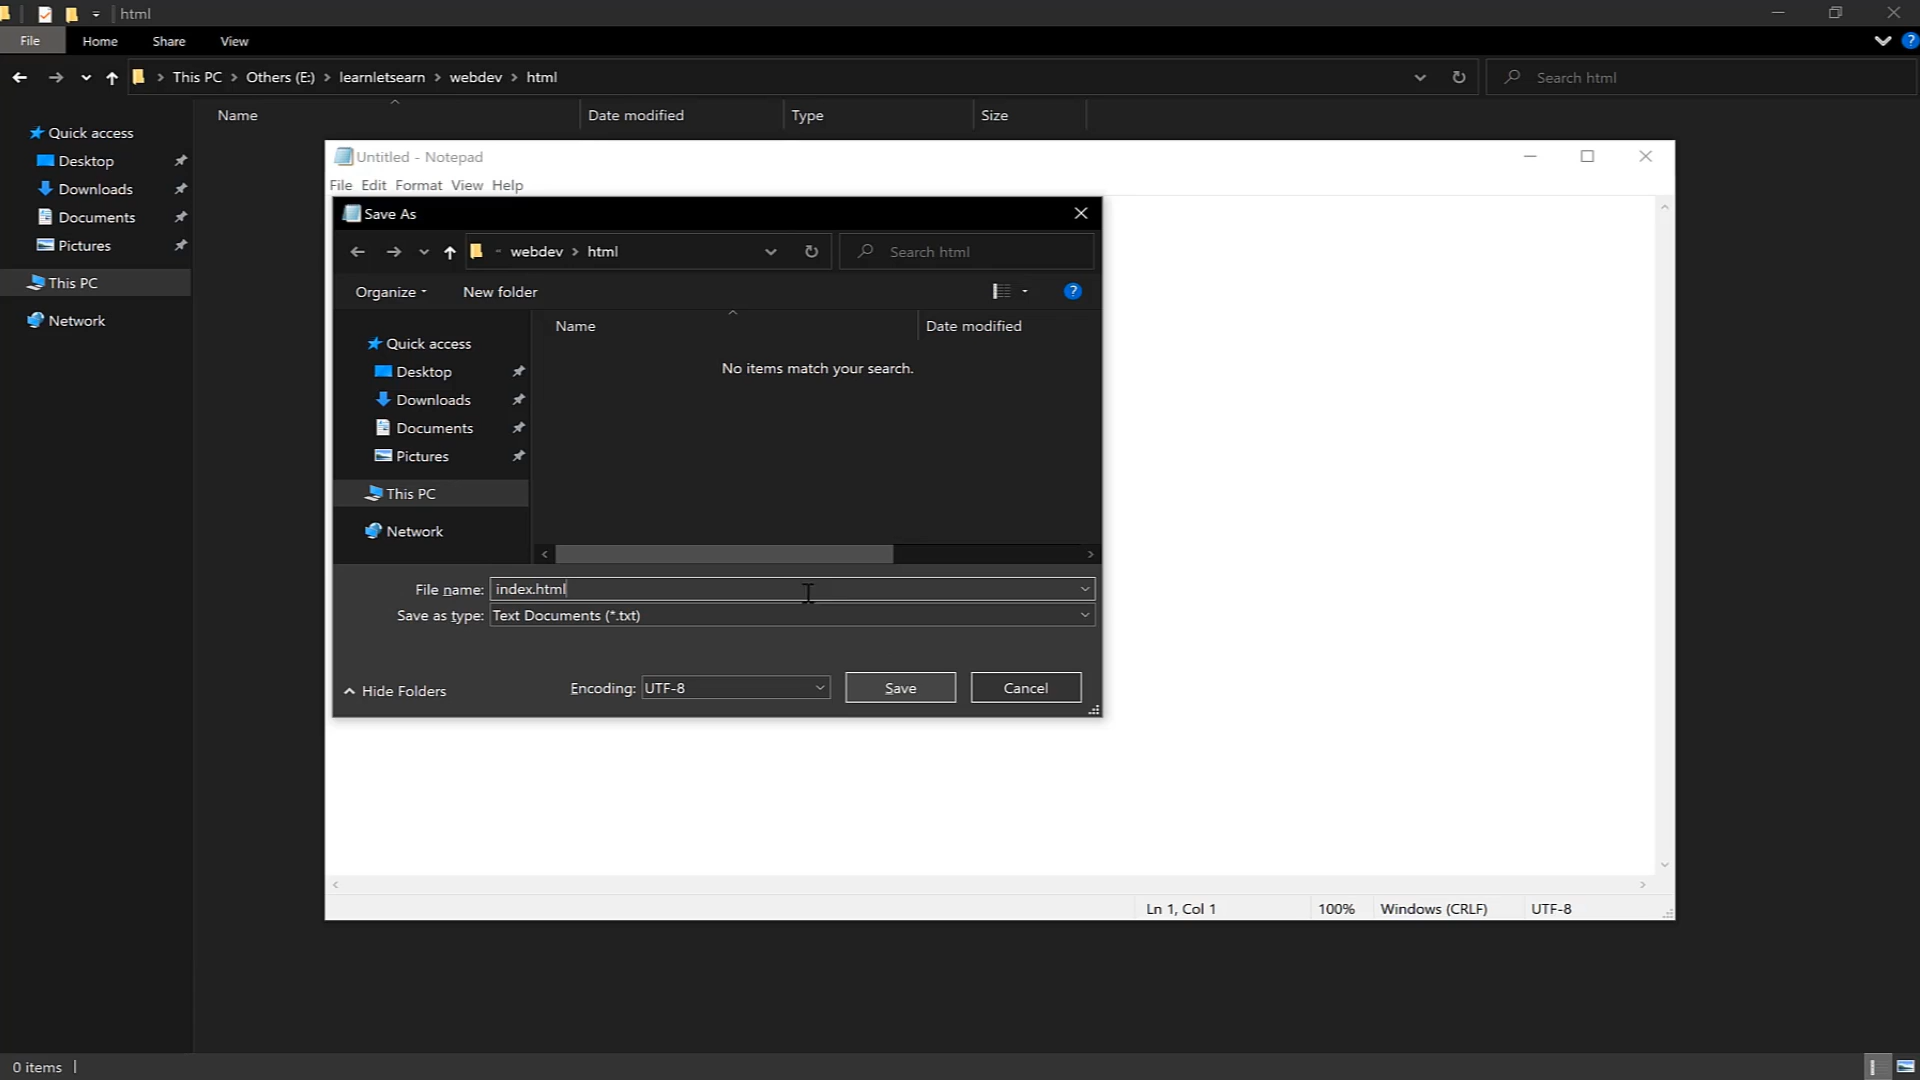 html
File Home Share View
This PC Others (E:) learnletsearn webdev html Search html
Name Date modified Type Size
Quick access
Desktop
Downloads
Documents
Pictures
This PC
Network
Untitled - Notepad
File Edit Format View Help
Save As
webdev html Search html
Organize New folder
Name Date modified
No items match your search.
Quick access
Desktop
Downloads
Documents
Pictures
This PC
Network
File name: index.html
Save as type: Text Documents (*.txt)
Hide Folders Encoding: UTF-8 Save Cancel
Ln 1, Col 1 100% Windows (CRLF) UTF-8
0 items